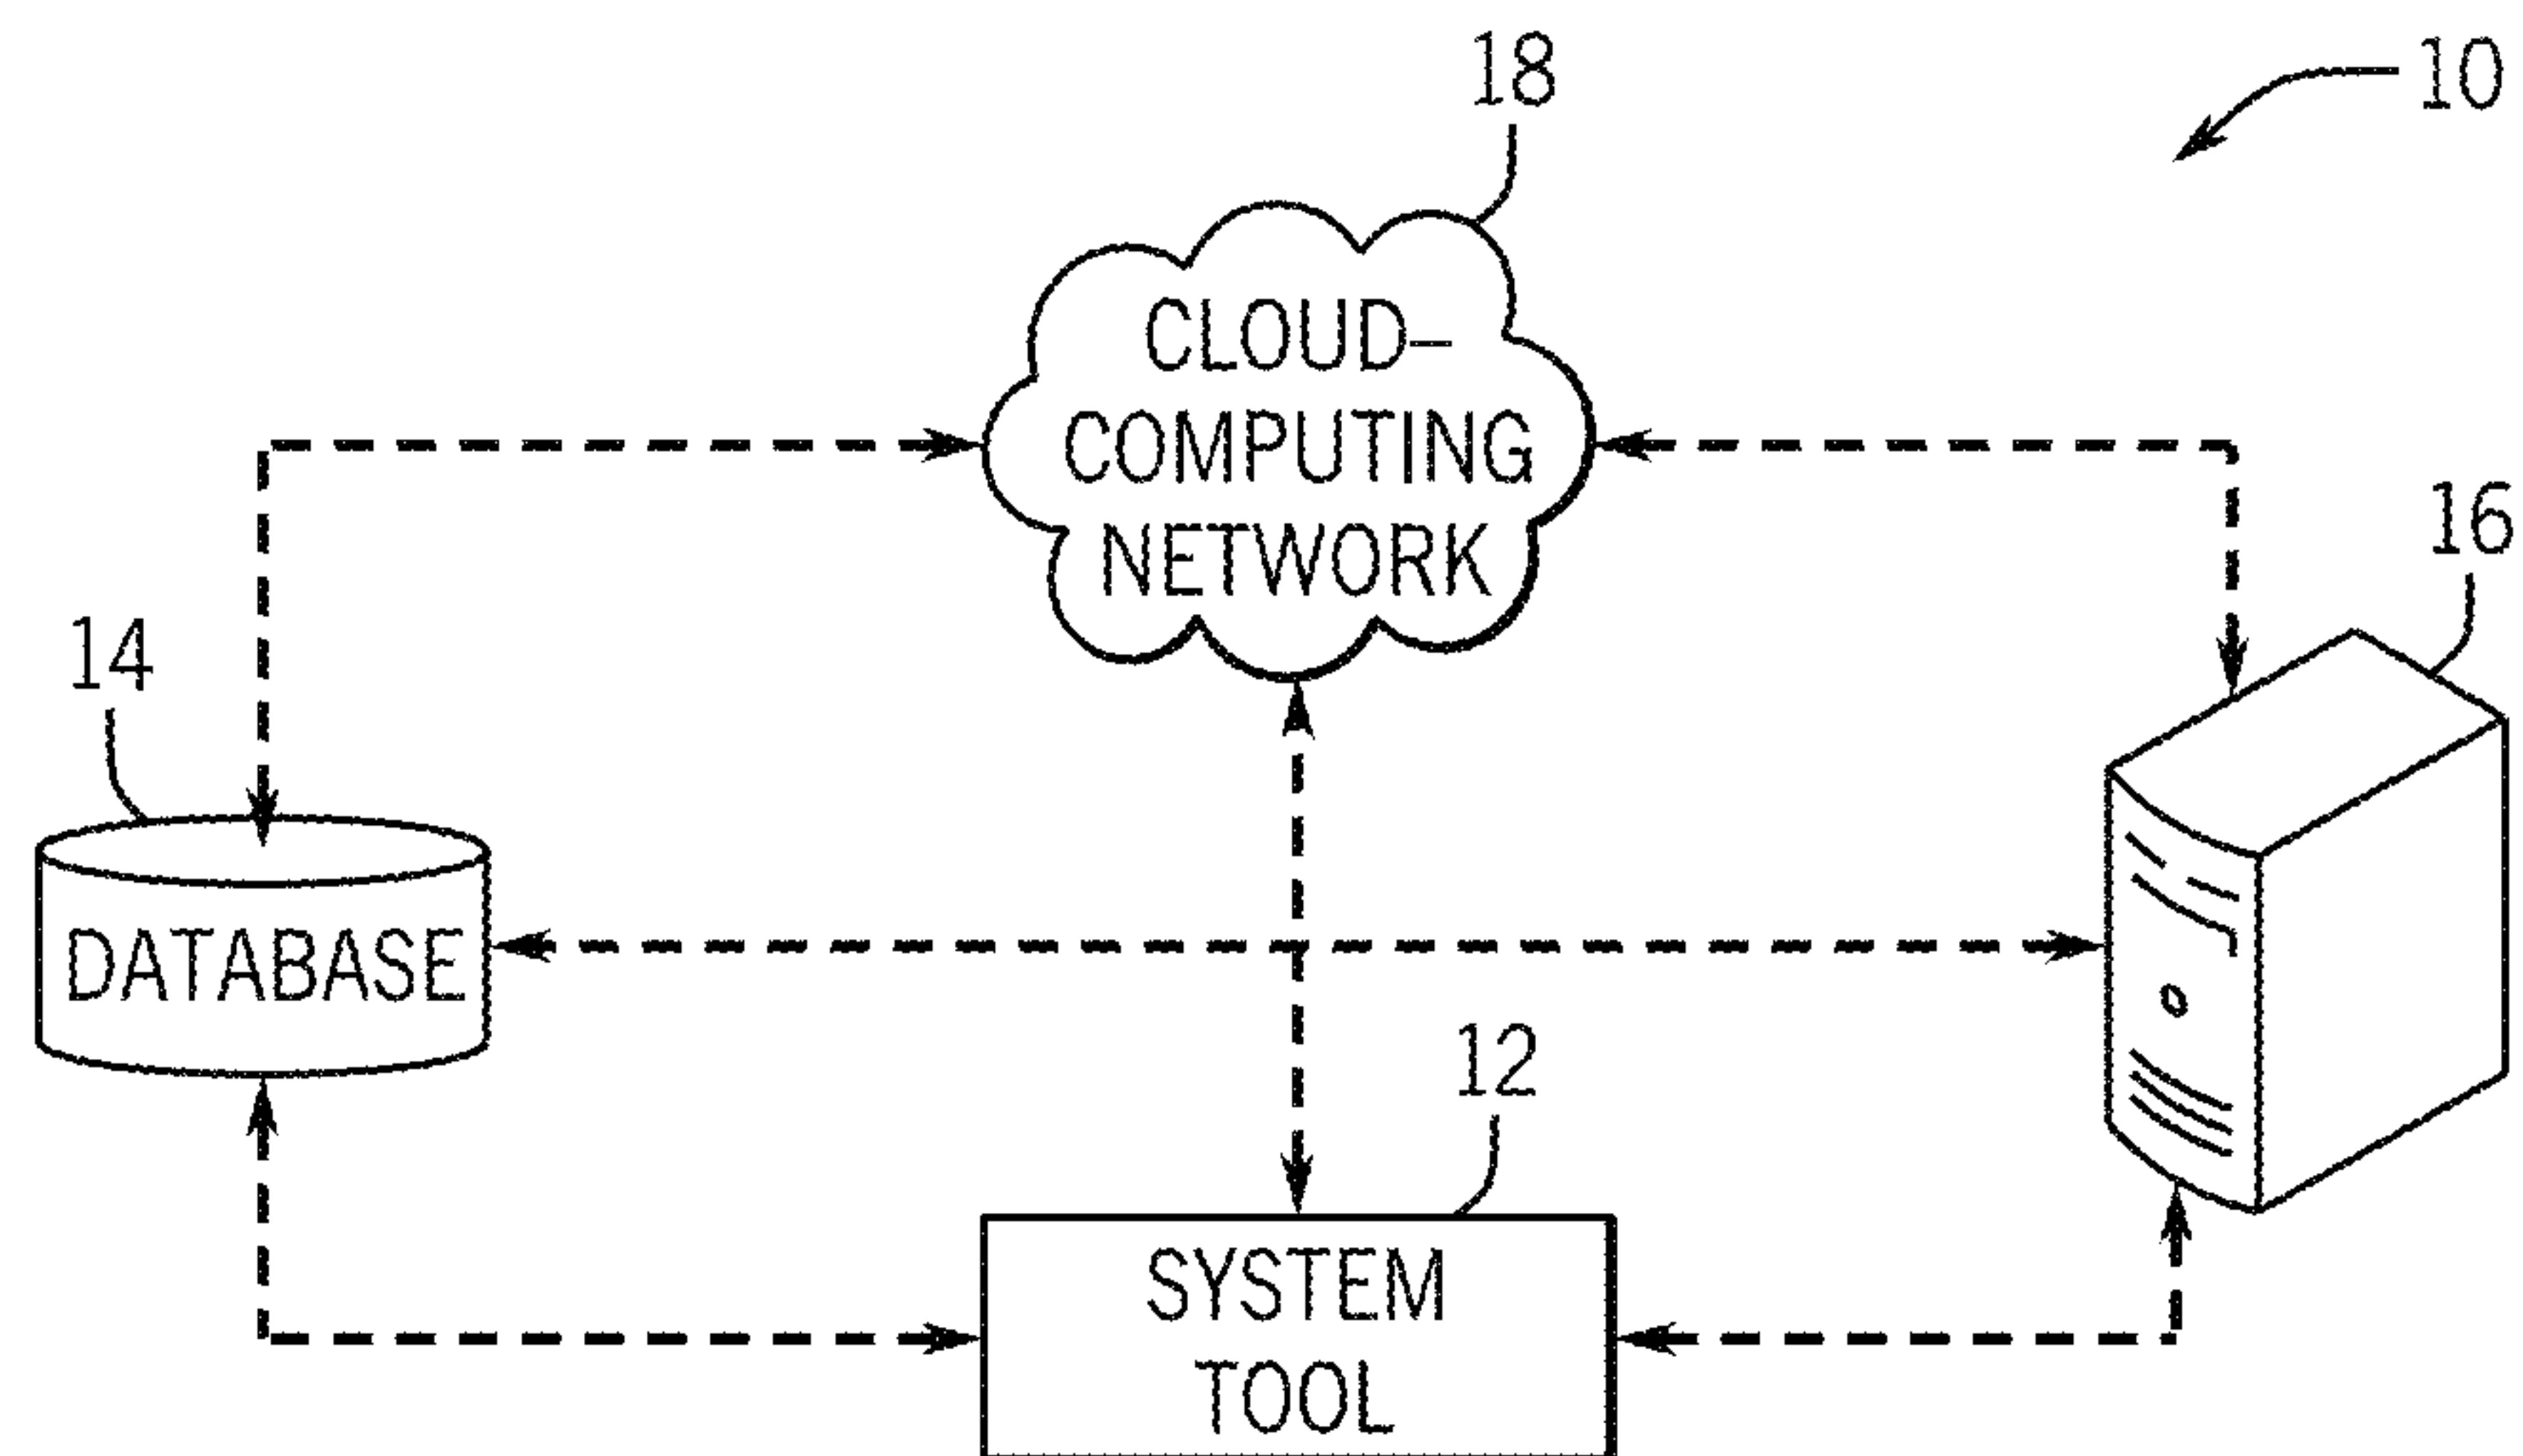 18
10
CLOUD-
COMPUTING
NETWORK
16
14
DATABASE
12
SYSTEM
TOOL